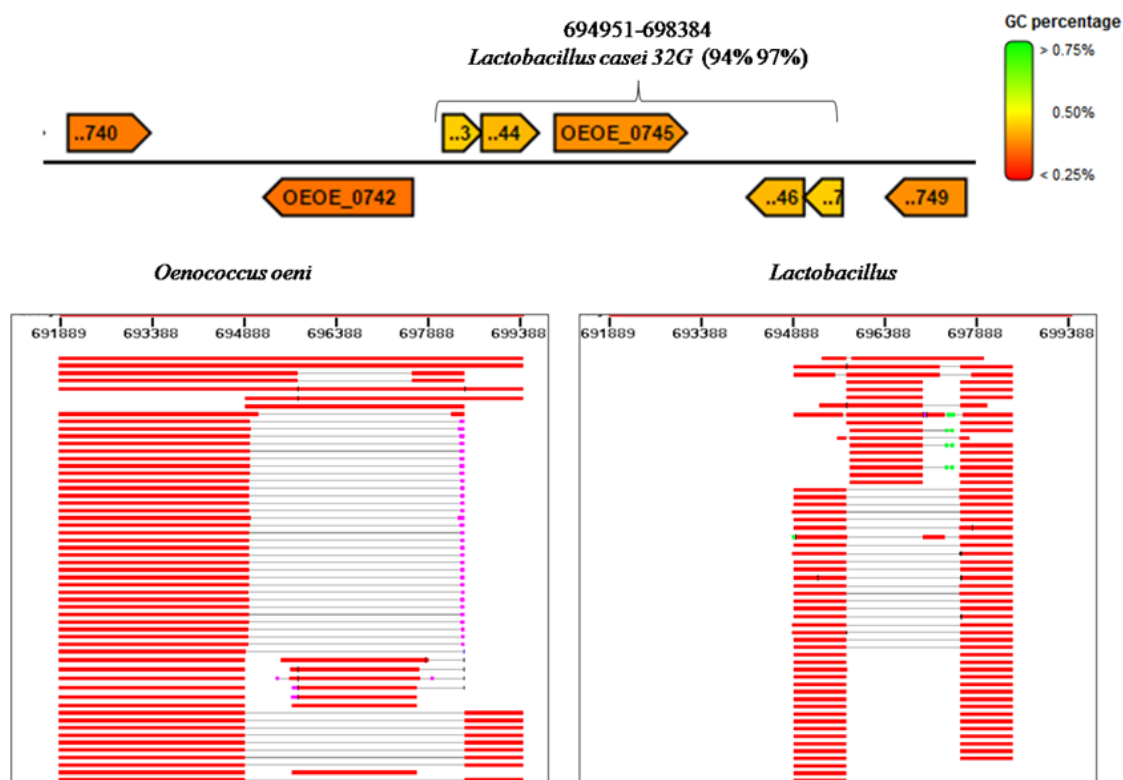 694951-698384
Lactobacillus casei 32G (94% 97%)
GC percentage
> 0.75%
0.50%
< 0.25%
..740
..3
..44
OEOE_0745
OEOE_0742
..46
..7
..749
Oenococcus oeni
Lactobacillus
691889 693388 694888 696388 697888 699388
691889 693388 694888 696388 697888 699388